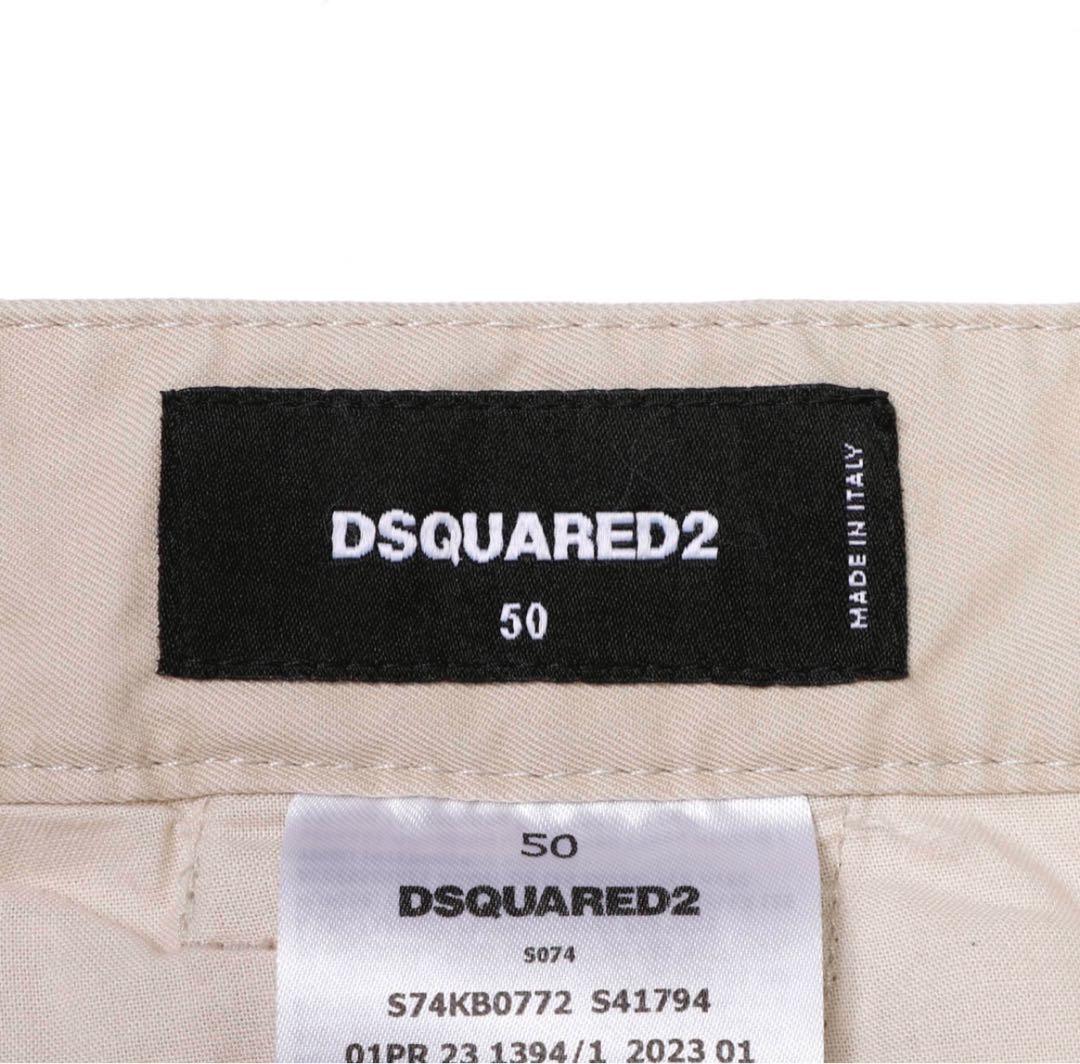 DSQUARED2
50
MADE IN ITALY
50
DSQUARED2
S074
S74KB0772 S41794
01PR 23 1394/1 2023 01